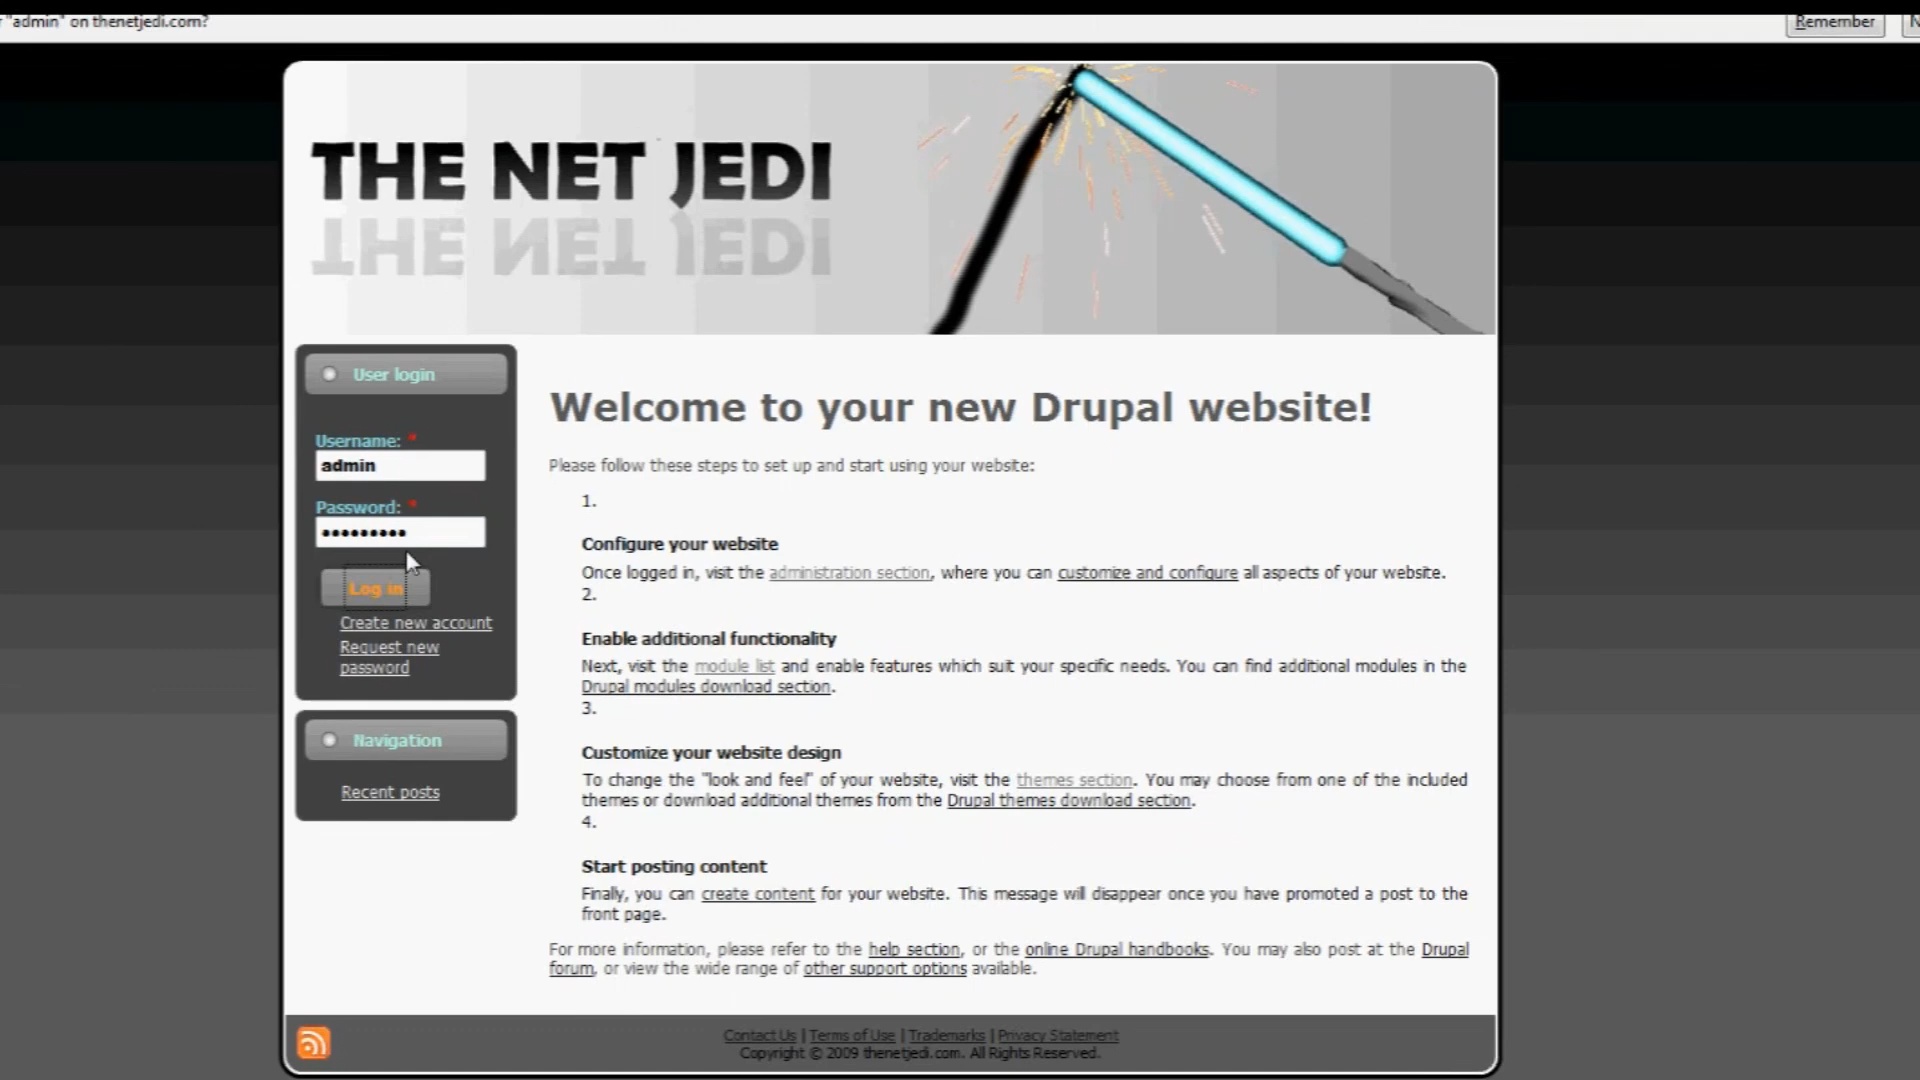 "admin" on thenetjedi.com?
Remember
THE NET JEDI
THE NET JEDI
User login
Username: *
admin
Password: *
•••••••••
Log in
Create new account
Request new
password
Navigation
Recent posts
Welcome to your new Drupal website!
Please follow these steps to set up and start using your website:
1.
Configure your website
Once logged in, visit the administration section, where you can customize and configure all aspects of your website.
2.
Enable additional functionality
Next, visit the module list and enable features which suit your specific needs. You can find additional modules in the
Drupal modules download section.
3.
Customize your website design
To change the "look and feel" of your website, visit the themes section. You may choose from one of the included
themes or download additional themes from the Drupal themes download section.
4.
Start posting content
Finally, you can create content for your website. This message will disappear once you have promoted a post to the
front page.
For more information, please refer to the help section, or the online Drupal handbooks. You may also post at the Drupal
forum, or view the wide range of other support options available.
Contact Us | Terms of Use | Trademarks | Privacy Statement
Copyright © 2009 thenetjedi.com. All Rights Reserved.